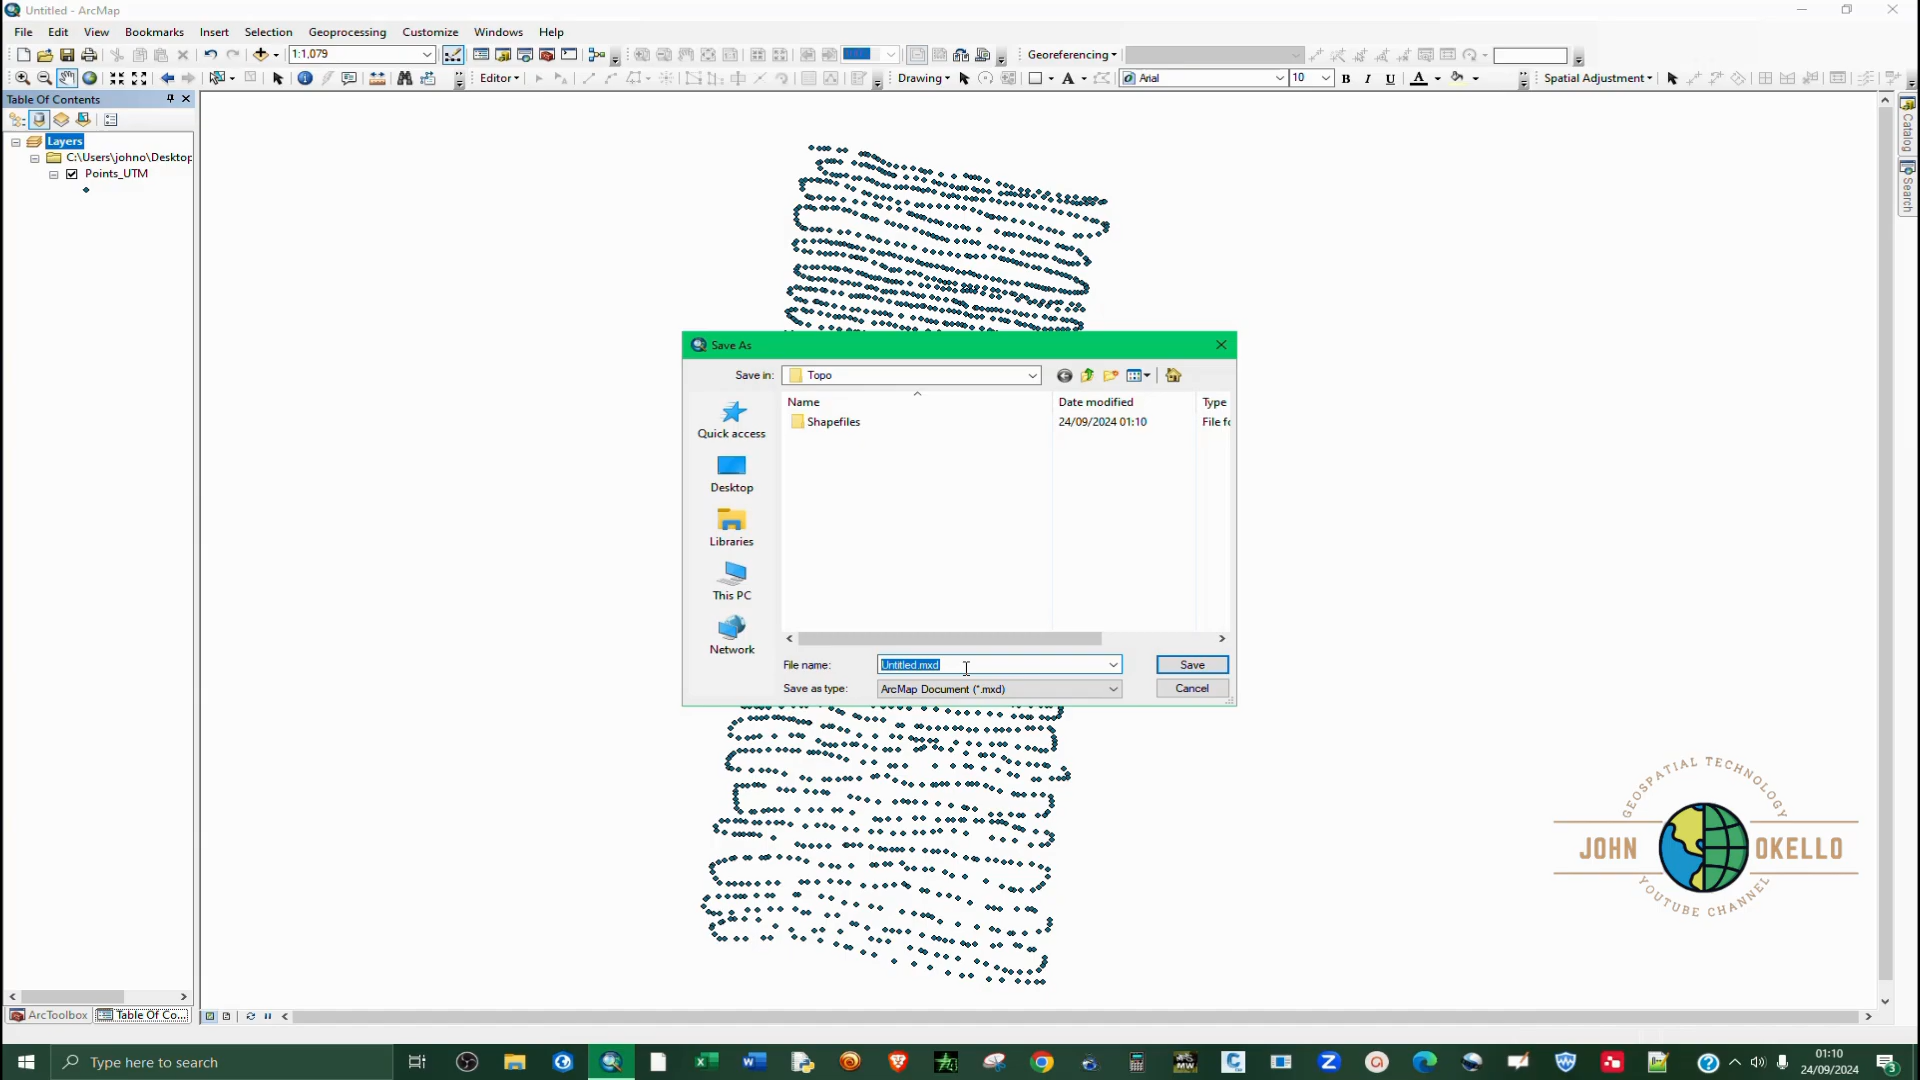 Untitled - ArcMap
File Edit View Bookmarks Insert Selection Geoprocessing Customize Windows Help
1:1,079
Georeferencing
Editor
Drawing
Arial
10
B I U A
Spatial Adjustment
Table Of Contents
Layers
C:\Users\johno\Desktop
Points_UTM
Catalog
Search
Save As
Save in: Topo
Name Date modified Type
Shapefiles 24/09/2024 01:10 File fo
Quick access
Desktop
Libraries
This PC
Network
File name: Untitled.mxd Save
Save as type: ArcMap Document (*.mxd) Cancel
GEOSPATIAL TECHNOLOGY
JOHN OKELLO
YOUTUBE CHANNEL
ArcToolbox Table Of Co...
Type here to search
01:10
24/09/2024
3